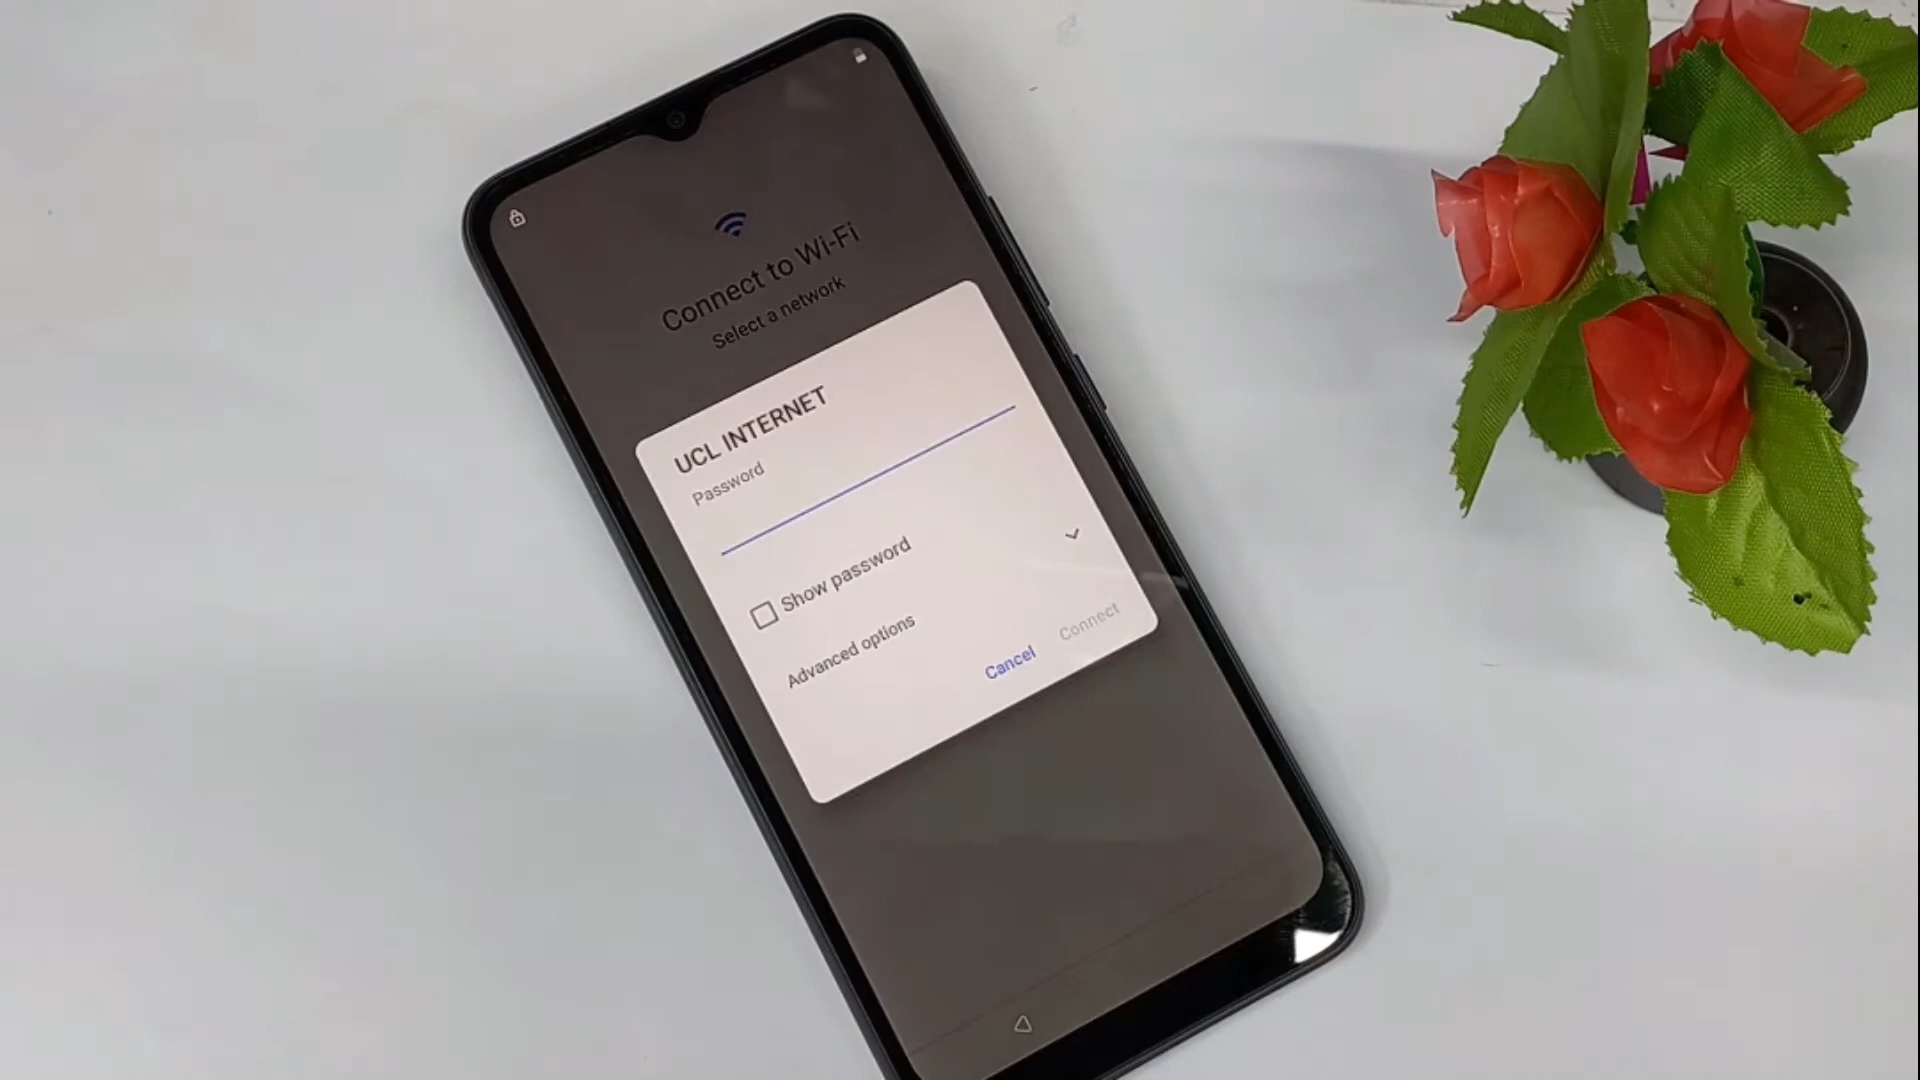 Connect to Wi-Fi
Select a network
UCL INTERNET
Password
Show password
Advanced options
Cancel
Connect